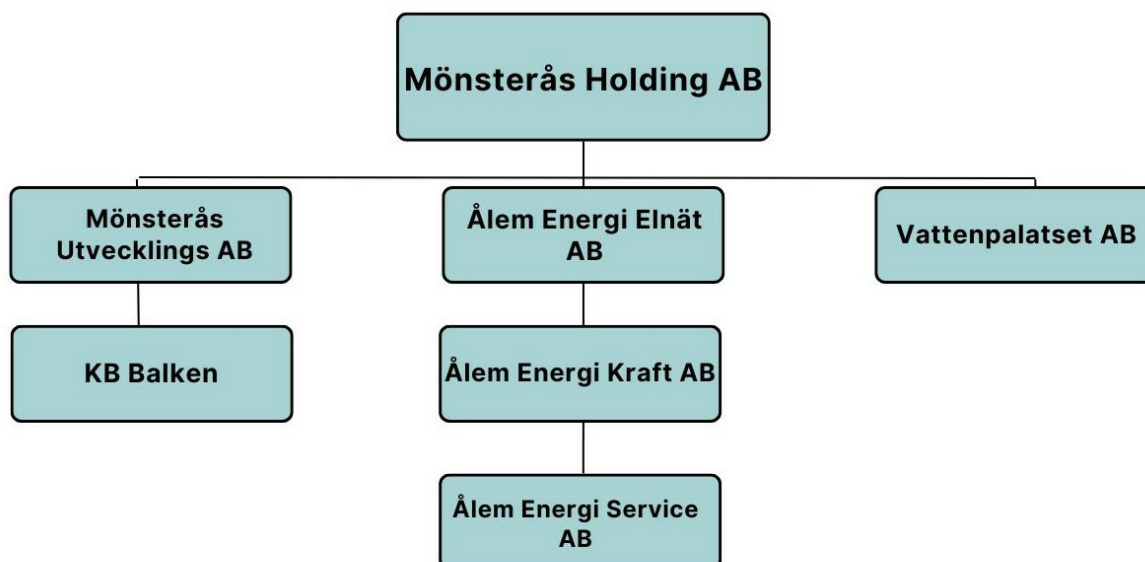 Mönsterås Holding AB
Mönsterås
Utvecklings AB
Ålem Energi Elnät
AB
Vattenpalatset AB
KB Balken
Ålem Energi Kraft AB
Ålem Energi Service
AB